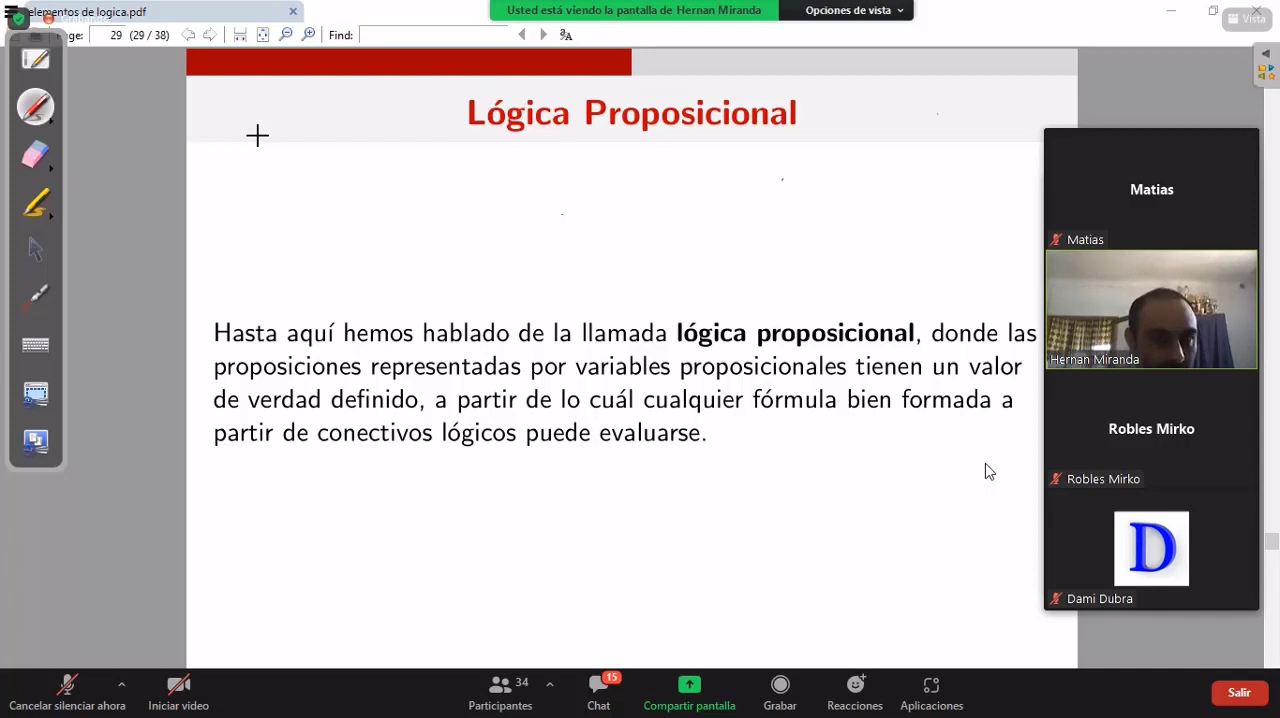 elementos de logica.pdf
Usted está viendo la pantalla de Hernan Miranda
Opciones de vista
Vista
29 (29 / 38)
Find:
Lógica Proposicional
Hasta aquí hemos hablado de la llamada lógica proposicional, donde las
proposiciones representadas por variables proposicionales tienen un valor
de verdad definido, a partir de lo cuál cualquier fórmula bien formada a
partir de conectivos lógicos puede evaluarse.
Matias
Matias
Hernan Miranda
Robles Mirko
Robles Mirko
D
Dami Dubra
Cancelar silenciar ahora
Iniciar video
34
Participantes
15
Chat
Compartir pantalla
Grabar
Reacciones
Aplicaciones
Salir